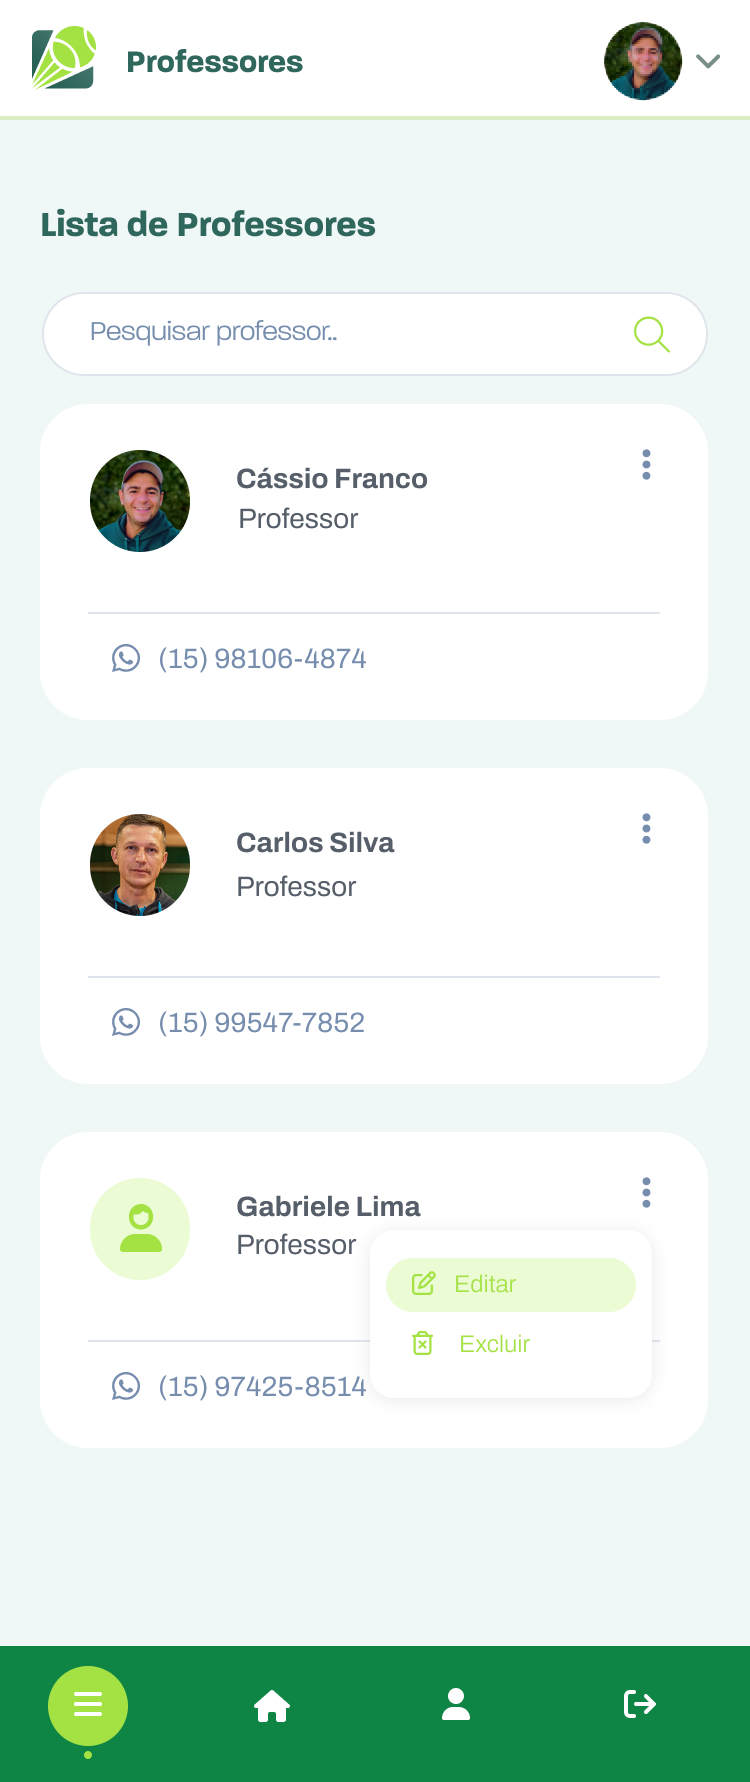 Professores
Lista de Professores
Pesquisar professor..
Cássio Franco
Professor
(15) 98106-4874
Carlos Silva
Professor
(15) 99547-7852
Gabriele Lima
Professor
Editar
Excluir
(15) 97425-8514